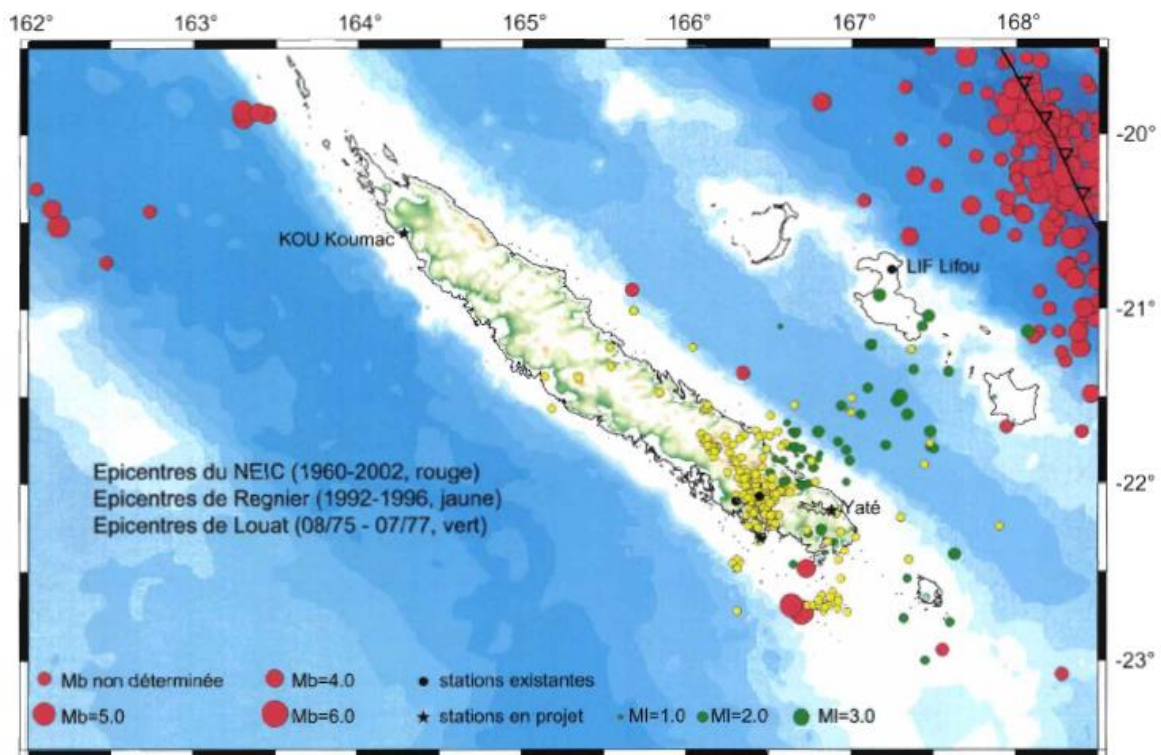 162° 163° 164° 165° 166° 167° 168°
-20°
KOU Koumac
LIF Lifou
-21°
Epicentres du NEIC (1960-2002, rouge)
Epicentres de Regnier (1992-1996, jaune)
Epicentres de Louat (08/75 - 07/77, vert)
-22°
Yaté
-23°
Mb non déterminée Mb=4.0 stations existantes
Mb=5.0 Mb=6.0 stations en projet Ml=1.0 Ml=2.0 Ml=3.0